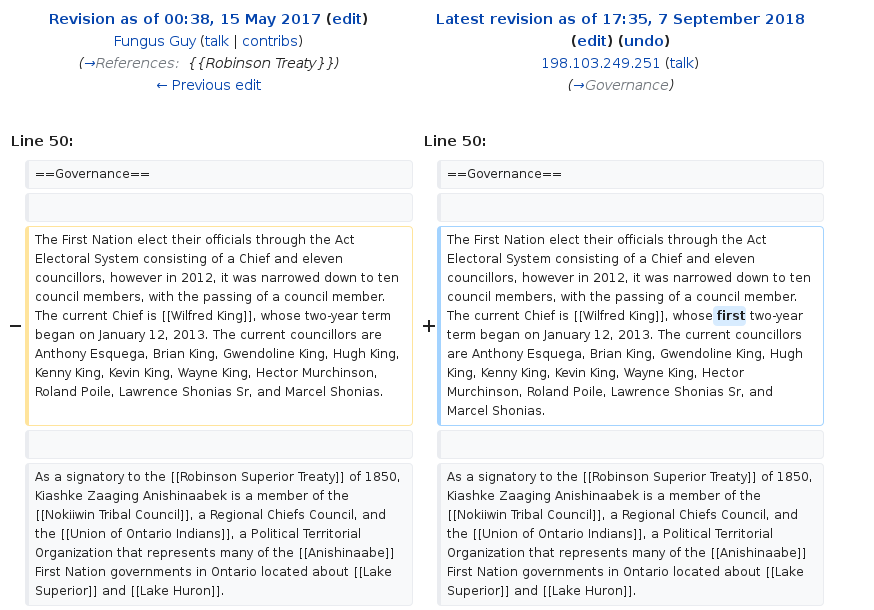 Revision as of 00:38, 15 May 2017 (edit)
Fungus Guy (talk | contribs)
(→References: {{Robinson Treaty}})
← Previous edit
Latest revision as of 17:35, 7 September 2018
(edit) (undo)
198.103.249.251 (talk)
(→Governance)
Line 50:
==Governance==
−
The First Nation elect their officials through the Act
Electoral System consisting of a Chief and eleven
councillors, however in 2012, it was narrowed down to ten
council members, with the passing of a council member.
The current Chief is [[Wilfred King]], whose two-year term
began on January 12, 2013. The current councillors are
Anthony Esquega, Brian King, Gwendoline King, Hugh King,
Kenny King, Kevin King, Wayne King, Hector Murchinson,
Roland Poile, Lawrence Shonias Sr, and Marcel Shonias.
As a signatory to the [[Robinson Superior Treaty]] of 1850,
Kiashke Zaaging Anishinaabek is a member of the
[[Nokiiwin Tribal Council]], a Regional Chiefs Council, and
the [[Union of Ontario Indians]], a Political Territorial
Organization that represents many of the [[Anishinaabe]]
First Nation governments in Ontario located about [[Lake
Superior]] and [[Lake Huron]].
Line 50:
==Governance==
+
The First Nation elect their officials through the Act
Electoral System consisting of a Chief and eleven
councillors, however in 2012, it was narrowed down to ten
council members, with the passing of a council member.
The current Chief is [[Wilfred King]], whose first two-year
term began on January 12, 2013. The current councillors
are Anthony Esquega, Brian King, Gwendoline King, Hugh
King, Kenny King, Kevin King, Wayne King, Hector
Murchinson, Roland Poile, Lawrence Shonias Sr, and
Marcel Shonias.
As a signatory to the [[Robinson Superior Treaty]] of 1850,
Kiashke Zaaging Anishinaabek is a member of the
[[Nokiiwin Tribal Council]], a Regional Chiefs Council, and
the [[Union of Ontario Indians]], a Political Territorial
Organization that represents many of the [[Anishinaabe]]
First Nation governments in Ontario located about [[Lake
Superior]] and [[Lake Huron]].